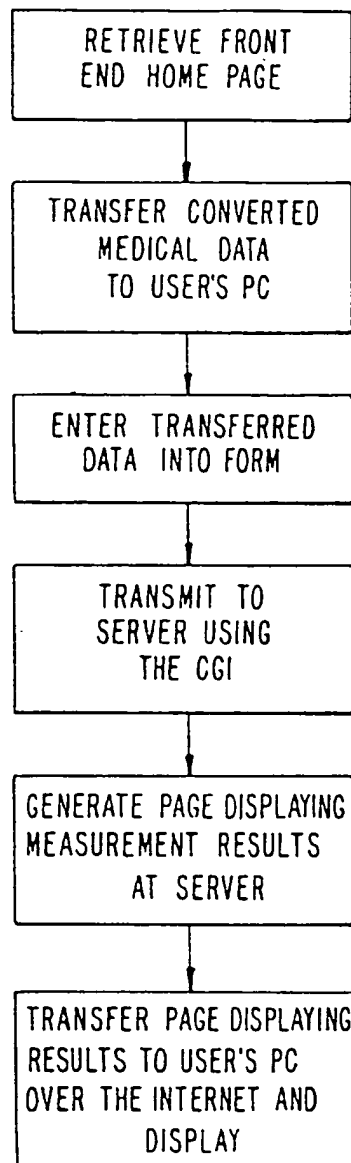 RETRIEVE FRONT
END HOME PAGE
TRANSFER CONVERTED
MEDICAL DATA
TO USER'S PC
ENTER TRANSFERRED
DATA INTO FORM
TRANSMIT TO
SERVER USING
THE CGI
GENERATE PAGE DISPLAYING
MEASUREMENT RESULTS
AT SERVER
TRANSFER PAGE DISPLAYING
RESULTS TO USER'S PC
OVER THE INTERNET AND
DISPLAY